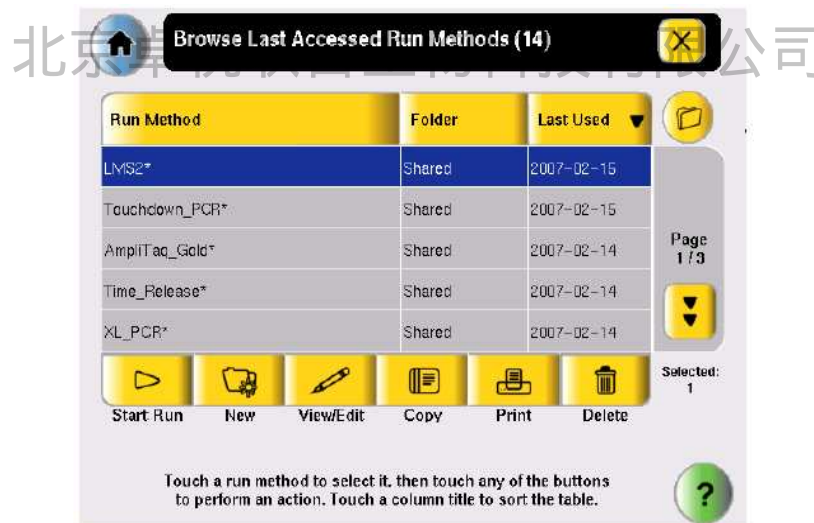 Browse Last Accessed Run Methods (14)
北京
限公司
Run Method Folder Last Used
LMS2* Shared 2007-02-15
Touchdown_PCR* Shared 2007-02-15
AmpliTaq_Gold* Shared 2007-02-14
Time_Release* Shared 2007-02-14
XL_PCR* Shared 2007-02-14
Page
1/3
Selected:
1
Start Run New View/Edit Copy Print Delete
Touch a run method to select it, then touch any of the buttons
to perform an action. Touch a column title to sort the table.
?